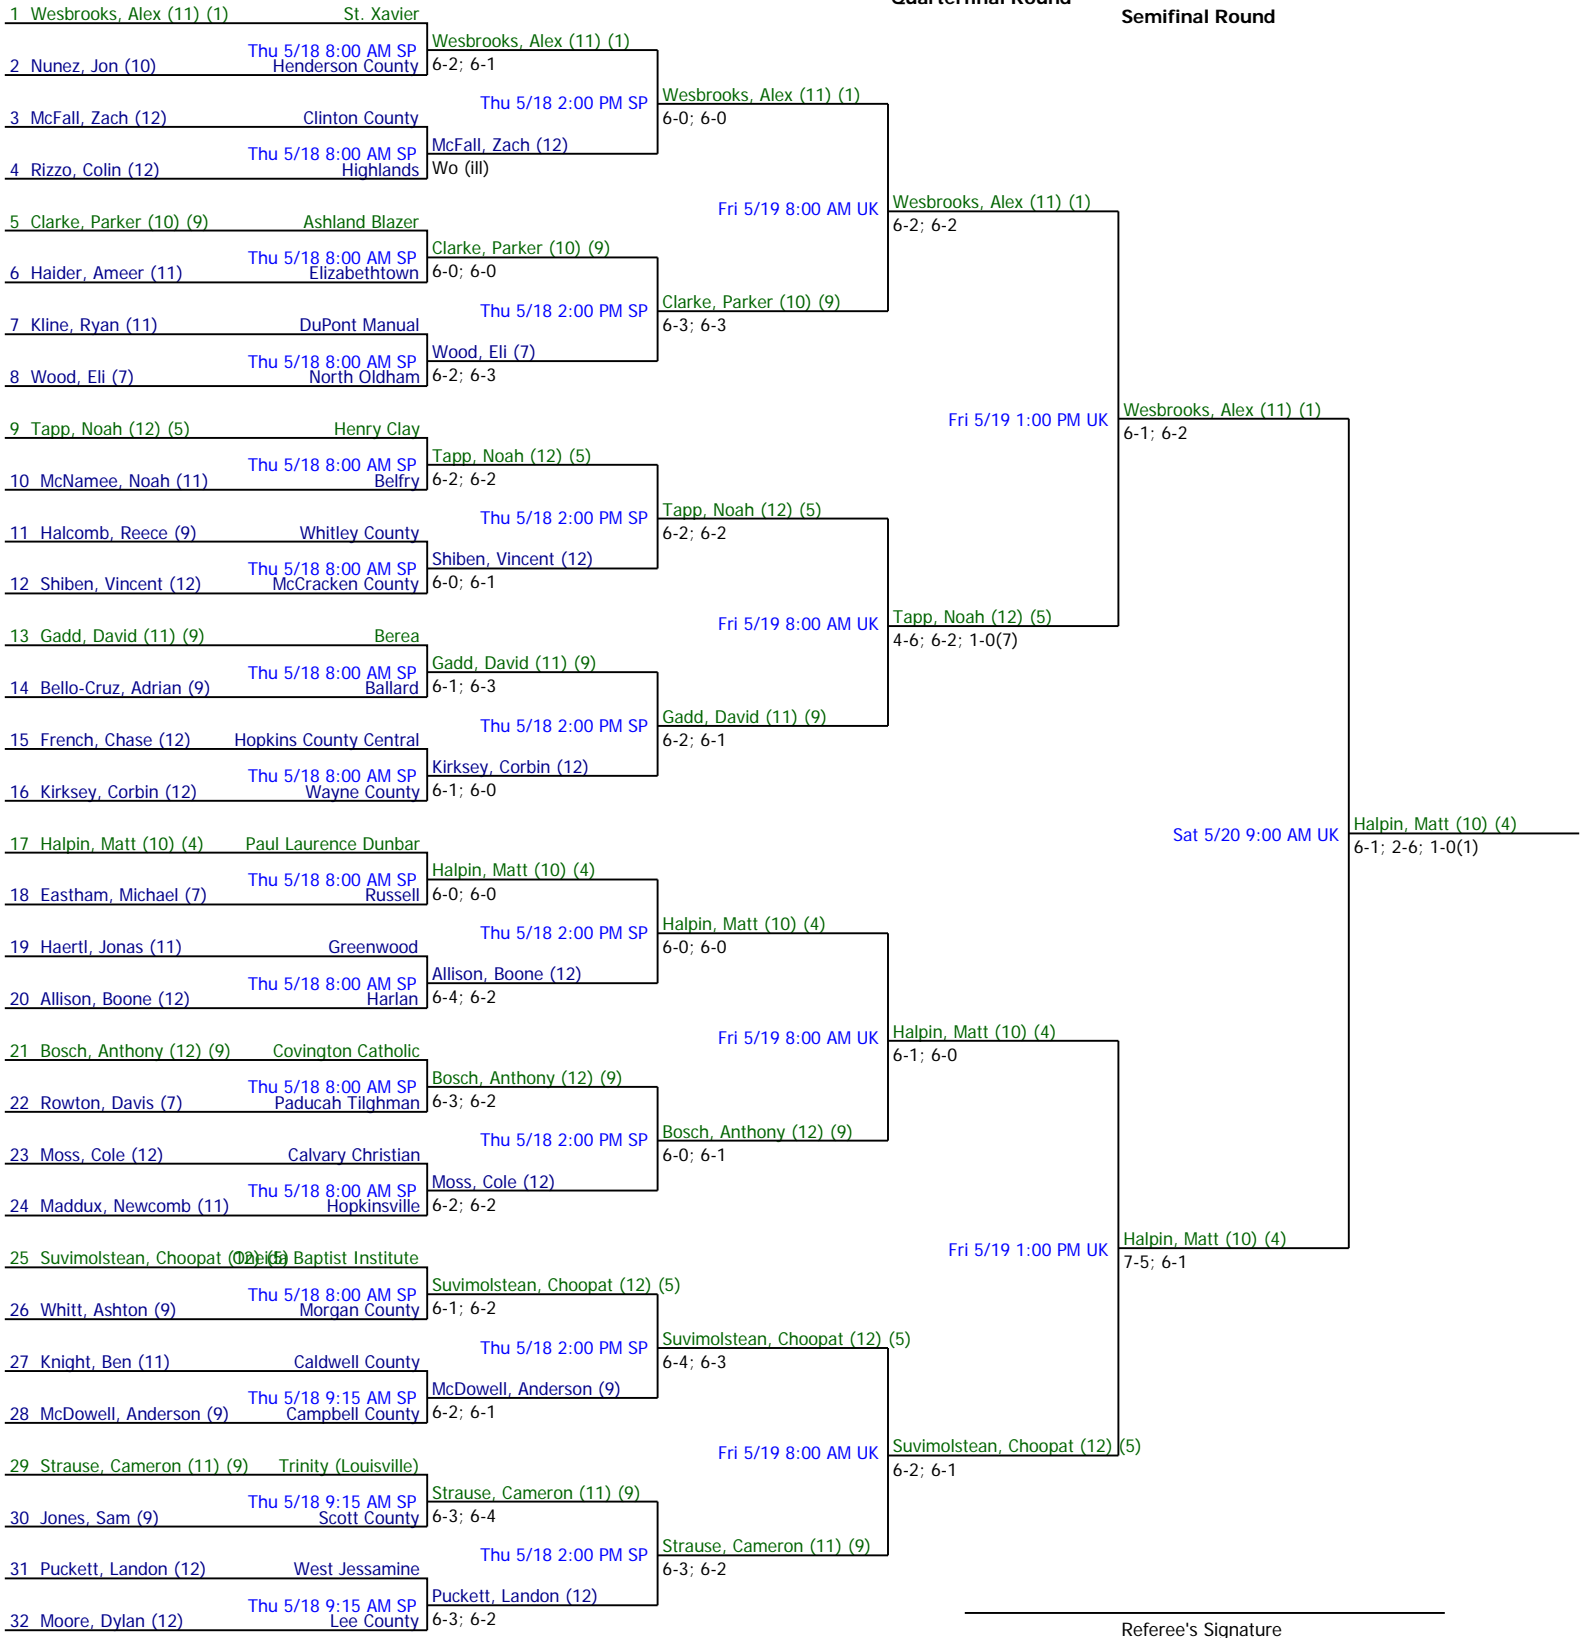 Quarterfinal Round
Semifinal Round
1 Wesbrooks, Alex (11) (1) St. Xavier
Thu 5/18 8:00 AM SP
2 Nunez, Jon (10) Henderson County
Wesbrooks, Alex (11) (1)
6-2; 6-1
3 McFall, Zach (12) Clinton County
Thu 5/18 8:00 AM SP
4 Rizzo, Colin (12) Highlands
McFall, Zach (12)
Wo (ill)
Thu 5/18 2:00 PM SP
Wesbrooks, Alex (11) (1)
6-0; 6-0
5 Clarke, Parker (10) (9) Ashland Blazer
Thu 5/18 8:00 AM SP
6 Haider, Ameer (11) Elizabethtown
Clarke, Parker (10) (9)
6-0; 6-0
7 Kline, Ryan (11) DuPont Manual
Thu 5/18 8:00 AM SP
8 Wood, Eli (7) North Oldham
Wood, Eli (7)
6-2; 6-3
Thu 5/18 2:00 PM SP
Clarke, Parker (10) (9)
6-3; 6-3
Fri 5/19 8:00 AM UK
Wesbrooks, Alex (11) (1)
6-2; 6-2
9 Tapp, Noah (12) (5) Henry Clay
Thu 5/18 8:00 AM SP
10 McNamee, Noah (11) Belfry
Tapp, Noah (12) (5)
6-2; 6-2
11 Halcomb, Reece (9) Whitley County
Thu 5/18 8:00 AM SP
12 Shiben, Vincent (12) McCracken County
Shiben, Vincent (12)
6-0; 6-1
Thu 5/18 2:00 PM SP
Tapp, Noah (12) (5)
6-2; 6-2
13 Gadd, David (11) (9) Berea
Thu 5/18 8:00 AM SP
14 Bello-Cruz, Adrian (9) Ballard
Gadd, David (11) (9)
6-1; 6-3
15 French, Chase (12) Hopkins County Central
Thu 5/18 8:00 AM SP
16 Kirksey, Corbin (12) Wayne County
Kirksey, Corbin (12)
6-1; 6-0
Thu 5/18 2:00 PM SP
Gadd, David (11) (9)
6-2; 6-1
Fri 5/19 8:00 AM UK
Tapp, Noah (12) (5)
4-6; 6-2; 1-0(7)
Fri 5/19 1:00 PM UK
Wesbrooks, Alex (11) (1)
6-1; 6-2
17 Halpin, Matt (10) (4) Paul Laurence Dunbar
Thu 5/18 8:00 AM SP
18 Eastham, Michael (7) Russell
Halpin, Matt (10) (4)
6-0; 6-0
19 Haertl, Jonas (11) Greenwood
Thu 5/18 8:00 AM SP
20 Allison, Boone (12) Harlan
Allison, Boone (12)
6-4; 6-2
Thu 5/18 2:00 PM SP
Halpin, Matt (10) (4)
6-0; 6-0
21 Bosch, Anthony (12) (9) Covington Catholic
Thu 5/18 8:00 AM SP
22 Rowton, Davis (7) Paducah Tilghman
Bosch, Anthony (12) (9)
6-3; 6-2
23 Moss, Cole (12) Calvary Christian
Thu 5/18 8:00 AM SP
24 Maddux, Newcomb (11) Hopkinsville
Moss, Cole (12)
6-2; 6-2
Thu 5/18 2:00 PM SP
Bosch, Anthony (12) (9)
6-0; 6-1
Fri 5/19 8:00 AM UK
Halpin, Matt (10) (4)
6-1; 6-0
25 Suvimolstean, Choopat (12) (5) Oneida Baptist Institute
Thu 5/18 8:00 AM SP
26 Whitt, Ashton (9) Morgan County
Suvimolstean, Choopat (12) (5)
6-1; 6-2
27 Knight, Ben (11) Caldwell County
Thu 5/18 9:15 AM SP
28 McDowell, Anderson (9) Campbell County
McDowell, Anderson (9)
6-2; 6-1
Thu 5/18 2:00 PM SP
Suvimolstean, Choopat (12) (5)
6-4; 6-3
29 Strause, Cameron (11) (9) Trinity (Louisville)
Thu 5/18 9:15 AM SP
30 Jones, Sam (9) Scott County
Strause, Cameron (11) (9)
6-3; 6-4
31 Puckett, Landon (12) West Jessamine
Thu 5/18 9:15 AM SP
32 Moore, Dylan (12) Lee County
Puckett, Landon (12)
6-3; 6-2
Thu 5/18 2:00 PM SP
Strause, Cameron (11) (9)
6-3; 6-2
Fri 5/19 8:00 AM UK
Suvimolstean, Choopat (12) (5)
6-2; 6-1
Fri 5/19 1:00 PM UK
Halpin, Matt (10) (4)
7-5; 6-1
Sat 5/20 9:00 AM UK
Halpin, Matt (10) (4)
6-1; 2-6; 1-0(1)
Referee's Signature